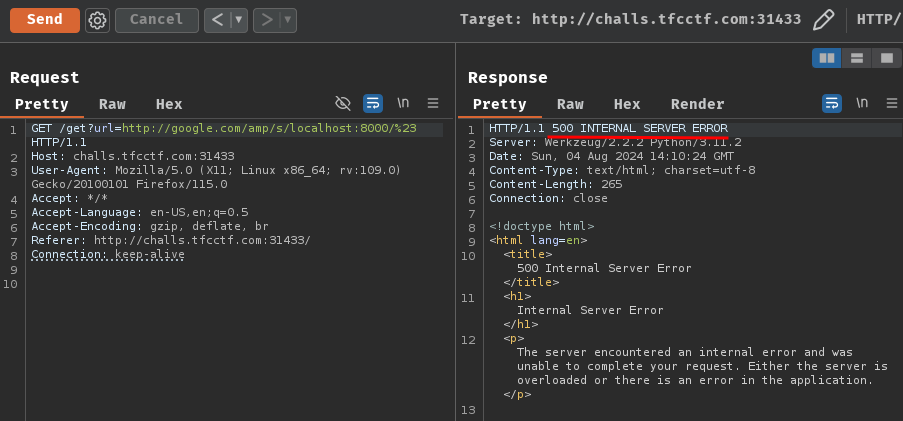 Send Cancel < > Target: http://challs.tfcctf.com:31433 HTTP/
Request
Pretty Raw Hex \n
1 GET /get?url=http://google.com/amp/s/localhost:8000/%23
HTTP/1.1
2 Host: challs.tfcctf.com:31433
3 User-Agent: Mozilla/5.0 (X11; Linux x86_64; rv:109.0)
Gecko/20100101 Firefox/115.0
4 Accept: */*
5 Accept-Language: en-US,en;q=0.5
6 Accept-Encoding: gzip, deflate, br
7 Referer: http://challs.tfcctf.com:31433/
8 Connection: keep-alive
9
10
Response
Pretty Raw Hex Render \n
1 HTTP/1.1 500 INTERNAL SERVER ERROR
2 Server: Werkzeug/2.2.2 Python/3.11.2
3 Date: Sun, 04 Aug 2024 14:10:24 GMT
4 Content-Type: text/html; charset=utf-8
5 Content-Length: 265
6 Connection: close
7
8 <!doctype html>
9 <html lang=en>
10 <title>
500 Internal Server Error
</title>
11 <h1>
Internal Server Error
</h1>
12 <p>
The server encountered an internal error and was
unable to complete your request. Either the server is
overloaded or there is an error in the application.
</p>
13